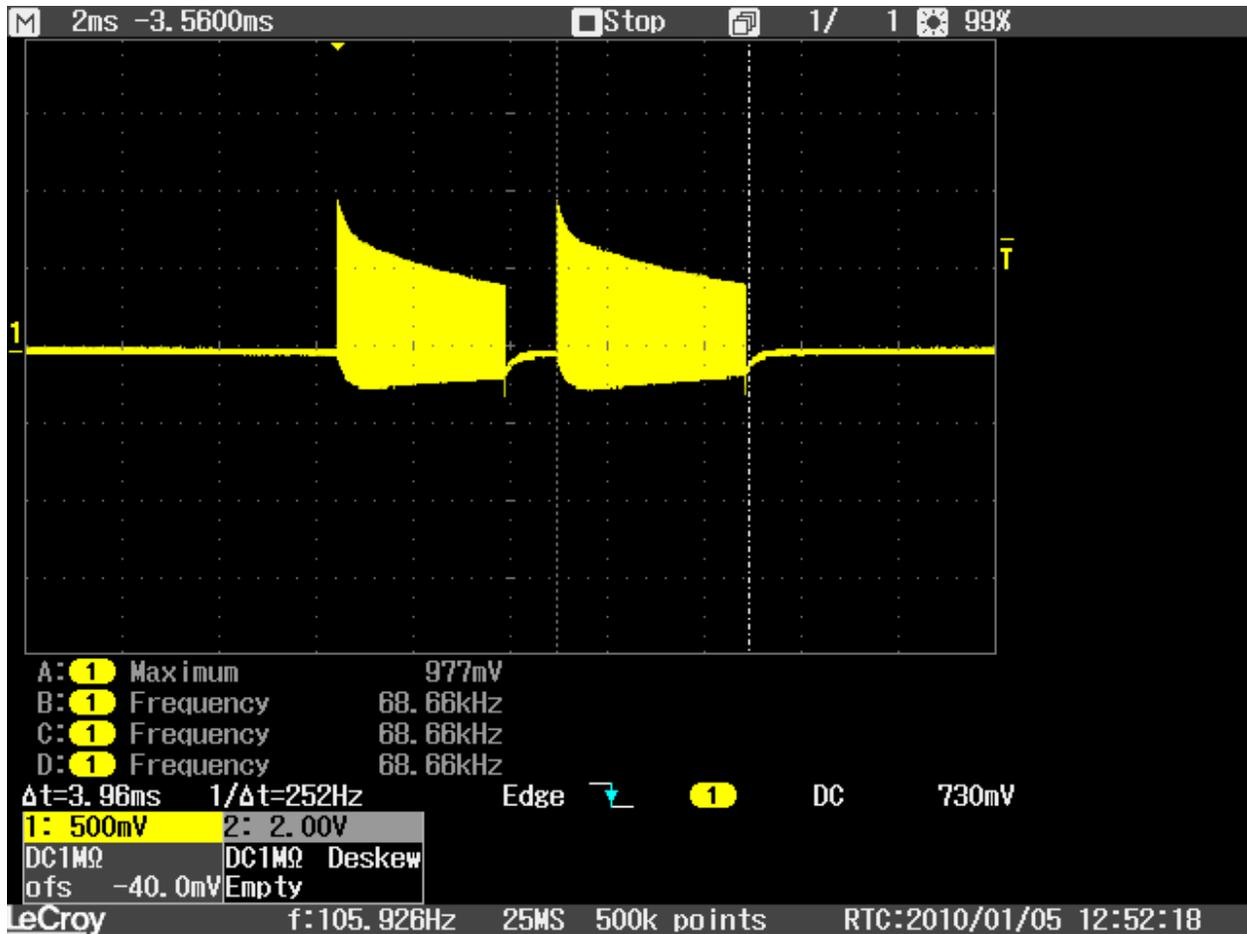 M 2ms -3.5600ms Stop 1/ 1 99%
T
1
A: 1 Maximum 977mV
B: 1 Frequency 68.66kHz
C: 1 Frequency 68.66kHz
D: 1 Frequency 68.66kHz
Δt=3.96ms 1/Δt=252Hz Edge 1 DC 730mV
1: 500mV 2: 2.00V
DC1MΩ DC1MΩ Deskew
ofs -40.0mV Empty
LeCroy f:105.926Hz 25MS 500k points RTC:2010/01/05 12:52:18